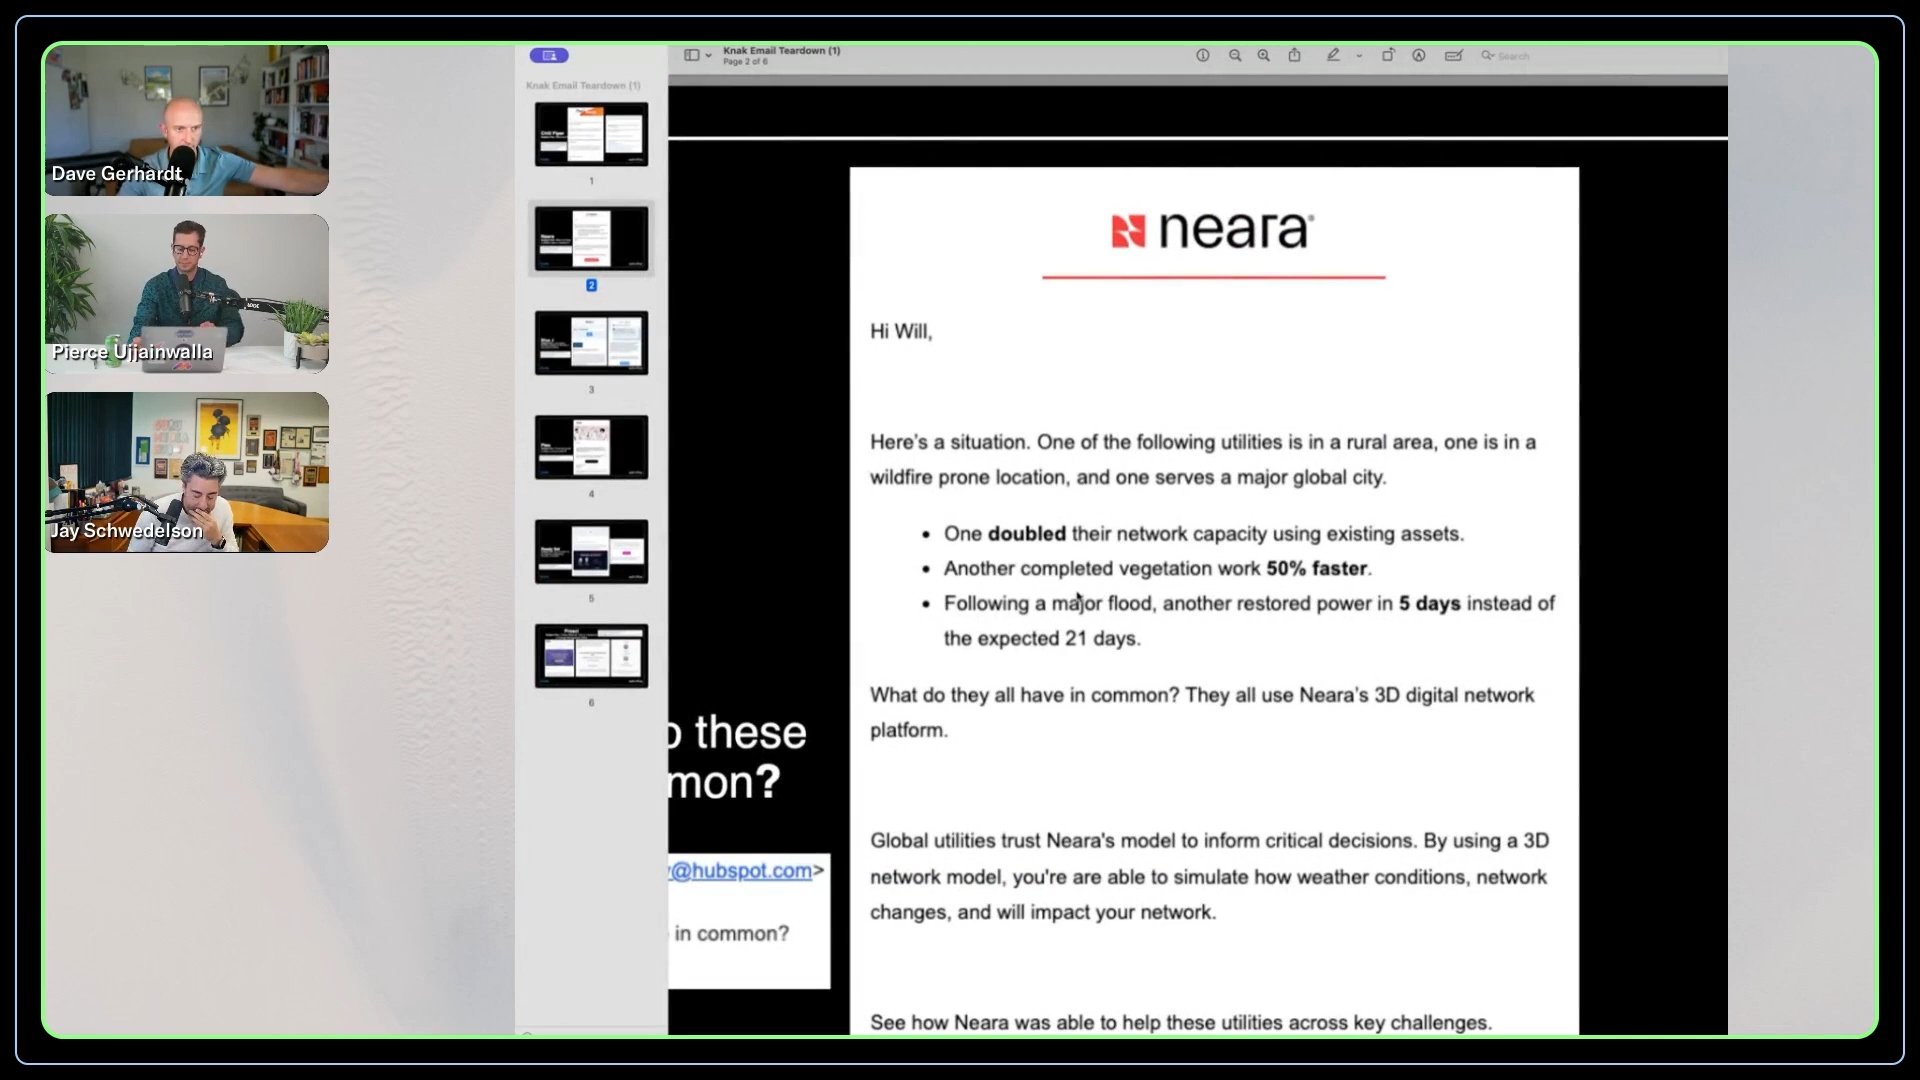 Dave Gerhardt
Pierce Ujjainwalla
Jay Schwedelson
Knak Email Teardown (1)
1
2
3
4
5
6
Knak Email Teardown (1)
Page 2 of 6
Search
these
mon?
@hubspot.com>
in common?
neara
Hi Will,
Here's a situation. One of the following utilities is in a rural area, one is in a
wildfire prone location, and one serves a major global city.
• One doubled their network capacity using existing assets.
• Another completed vegetation work 50% faster.
• Following a major flood, another restored power in 5 days instead of
the expected 21 days.
What do they all have in common? They all use Neara's 3D digital network
platform.
Global utilities trust Neara's model to inform critical decisions. By using a 3D
network model, you're are able to simulate how weather conditions, network
changes, and will impact your network.
See how Neara was able to help these utilities across key challenges.